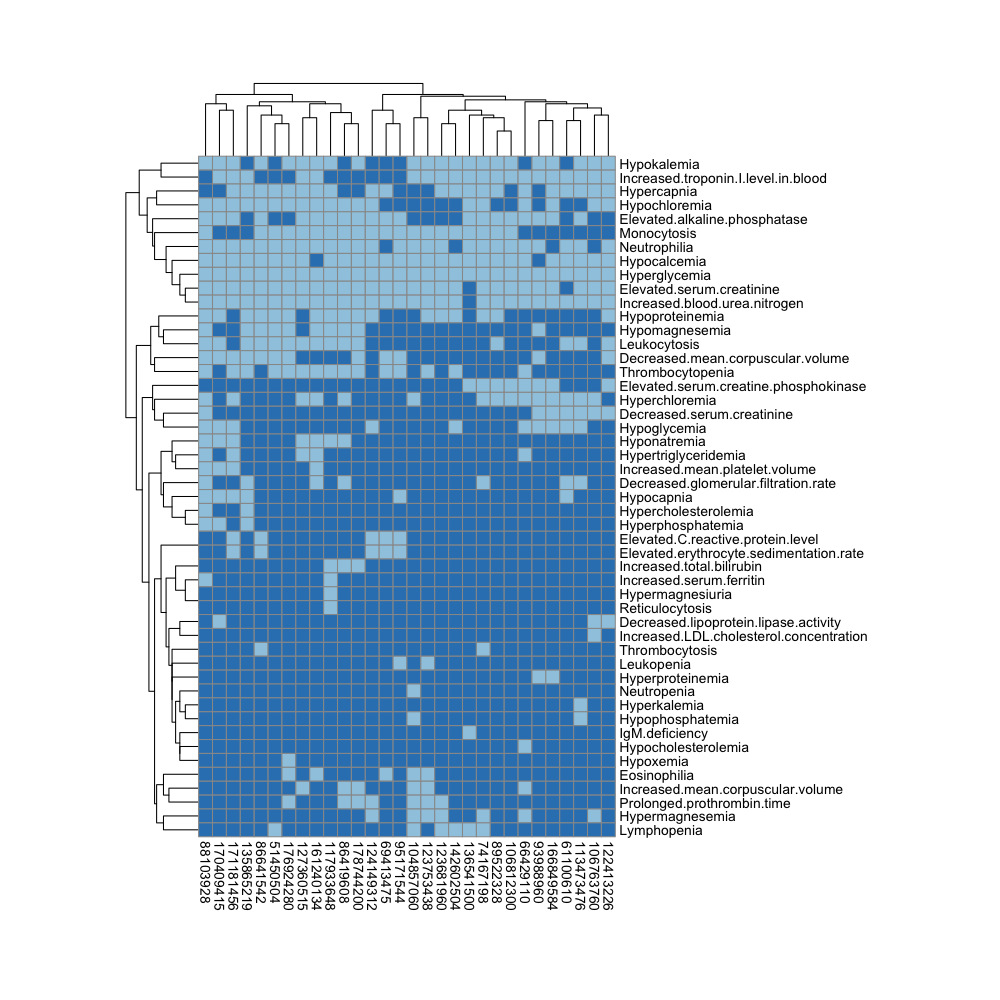 Hypokalemia
Increased.troponin.I.level.in.blood
Hypercapnia
Hypochloremia
Elevated.alkaline.phosphatase
Monocytosis
Neutrophilia
Hypocalcemia
Hyperglycemia
Elevated.serum.creatinine
Increased.blood.urea.nitrogen
Hypoproteinemia
Hypomagnesemia
Leukocytosis
Decreased.mean.corpuscular.volume
Thrombocytopenia
Elevated.serum.creatine.phosphokinase
Hyperchloremia
Decreased.serum.creatinine
Hypoglycemia
Hyponatremia
Hypertriglyceridemia
Increased.mean.platelet.volume
Decreased.glomerular.filtration.rate
Hypocapnia
Hypercholesterolemia
Hyperphosphatemia
Elevated.C.reactive.protein.level
Elevated.erythrocyte.sedimentation.rate
Increased.total.bilirubin
Increased.serum.ferritin
Hypermagnesiuria
Reticulocytosis
Decreased.lipoprotein.lipase.activity
Increased.LDL.cholesterol.concentration
Thrombocytosis
Leukopenia
Hyperproteinemia
Neutropenia
Hyperkalemia
Hypophosphatemia
IgM.deficiency
Hypocholesterolemia
Hypoxemia
Eosinophilia
Increased.mean.corpuscular.volume
Prolonged.prothrombin.time
Hypermagnesemia
Lymphopenia
88103928
170409415
171181456
135865219
86641542
51450504
176924280
127360515
161240134
117933648
86419608
178744200
124149312
69413475
95171544
104857060
123753438
123681960
142602504
136541500
74167198
89522328
106812300
66429110
93988960
166849584
61100610
113473476
106763760
122413226